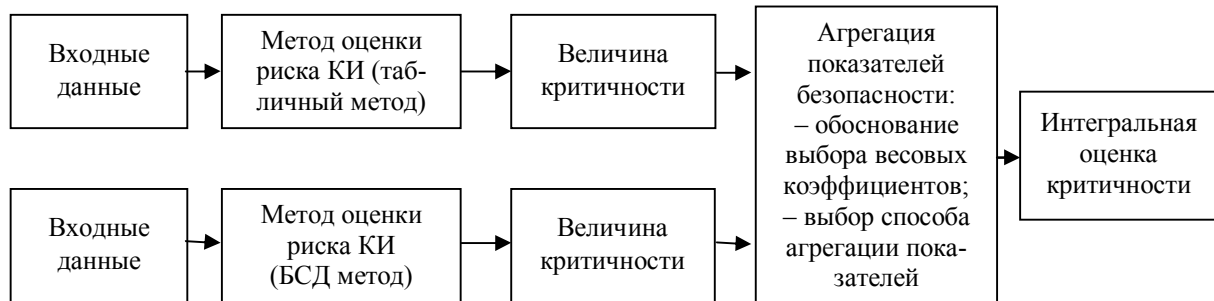 Входные
данные
Метод оценки
риска КИ (таб-
личный метод)
Величина
критичности
Входные
данные
Метод оценки
риска КИ
(БСД метод)
Величина
критичности
Агрегация
показателей
безопасности:
– обоснование
выбора весовых
коэффициентов;
– выбор способа
агрегации пока-
зателей
Интегральная
оценка
критичности